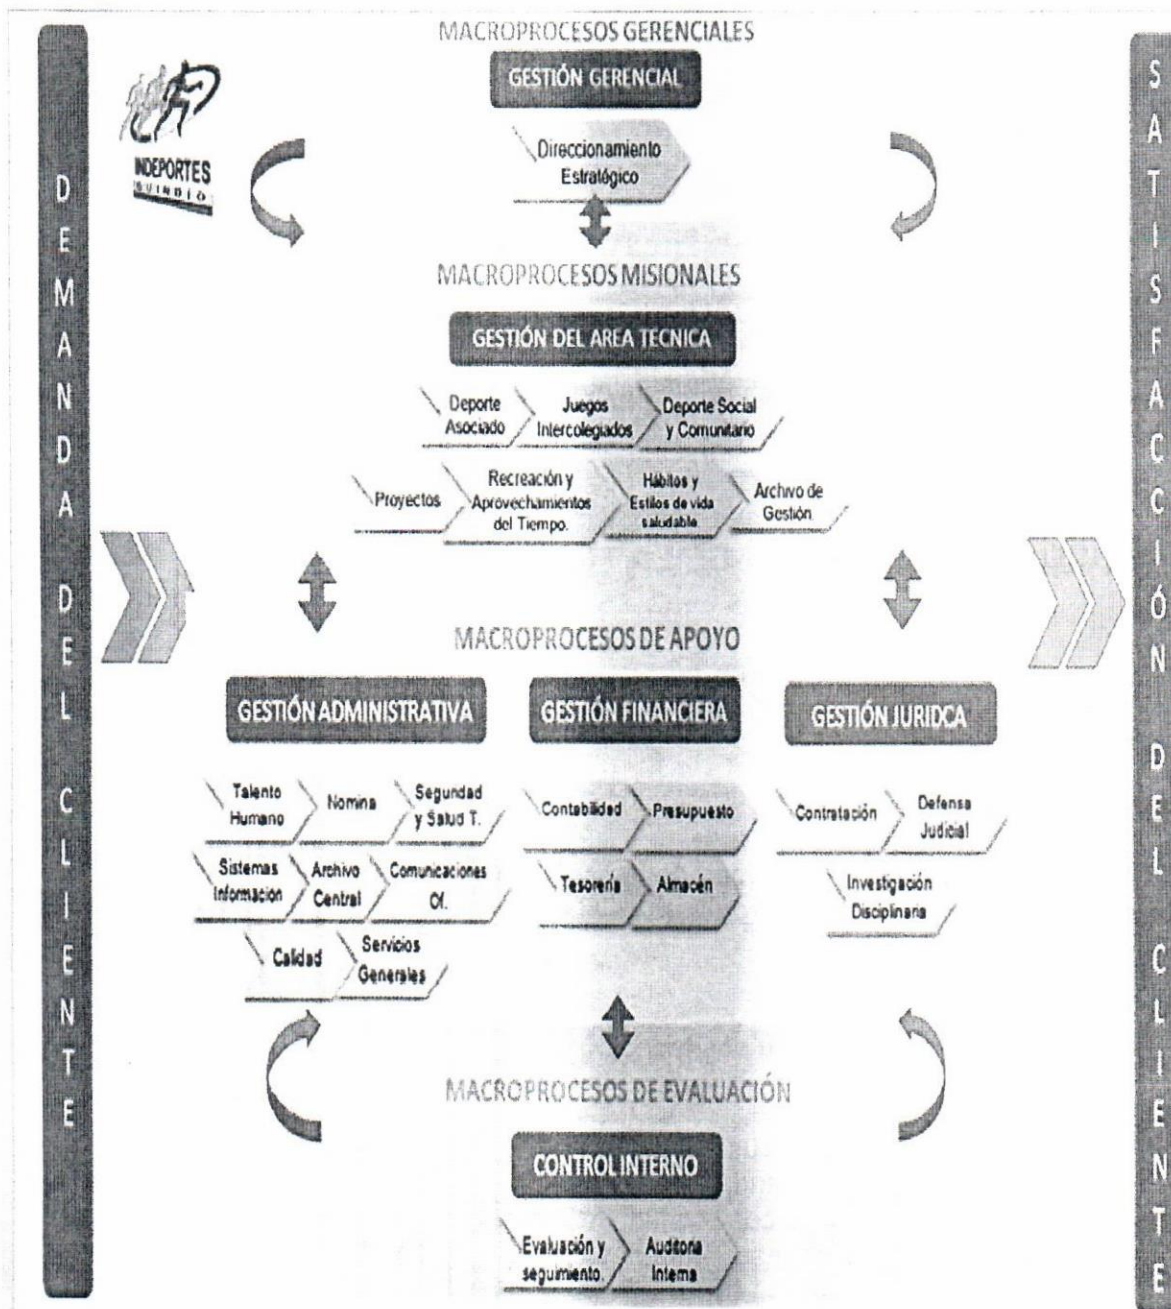 MACROPROCESOS GERENCIALES
GESTIÓN GERENCIAL
Direccionamiento
Estratégico
INDEPORTES
QUINDÍO
DEMANDA DEL CLIENTE
SATISFACCIÓN DEL CLIENTE
MACROPROCESOS MISIONALES
GESTIÓN DEL AREA TECNICA
Deporte
Asociado
Juegos
Intercolegiados
Deporte Social
y Comunitario
Proyectos
Recreación y
Aprovechamientos
del Tiempo.
Hábitos y
Estilos de vida
saludable
Archivo de
Gestión.
MACROPROCESOS DE APOYO
GESTIÓN ADMINISTRATIVA
Talento
Humano
Nomina
Seguridad
y Salud T.
Sistemas
Información
Archivo
Central
Comunicaciones
Of.
Calidad
Servicios
Generales
GESTIÓN FINANCIERA
Contabilidad
Presupuesto
Tesorería
Almacén
GESTIÓN JURIDCA
Contratación
Defensa
Judicial
Investigación
Disciplinaria
MACROPROCESOS DE EVALUACIÓN
CONTROL INTERNO
Evaluación y
seguimiento.
Auditoria
Interna